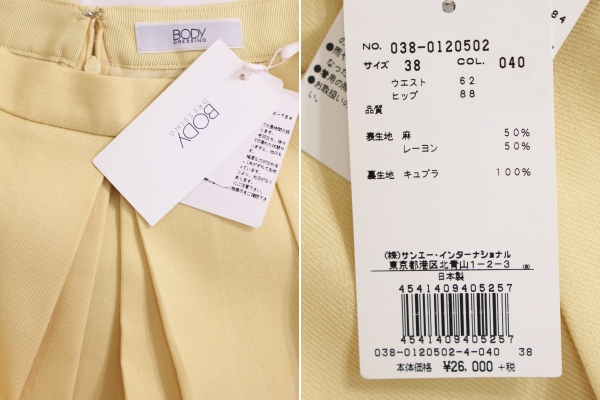 BODY
DRESSING
BODY
DRESSING
84
NO. 038-0120502
サイズ 38 COL. 040
ウエスト 62
ヒップ 88
品質
表生地 麻 50%
レーヨン 50%
裏生地 キュプラ 100%
(株)サンエー・インターナショナル
東京都港区北青山1-2-3
日本製
4541409405257
4541409405257
038-0120502-4-040 38
本体価格 ¥26,000 +税